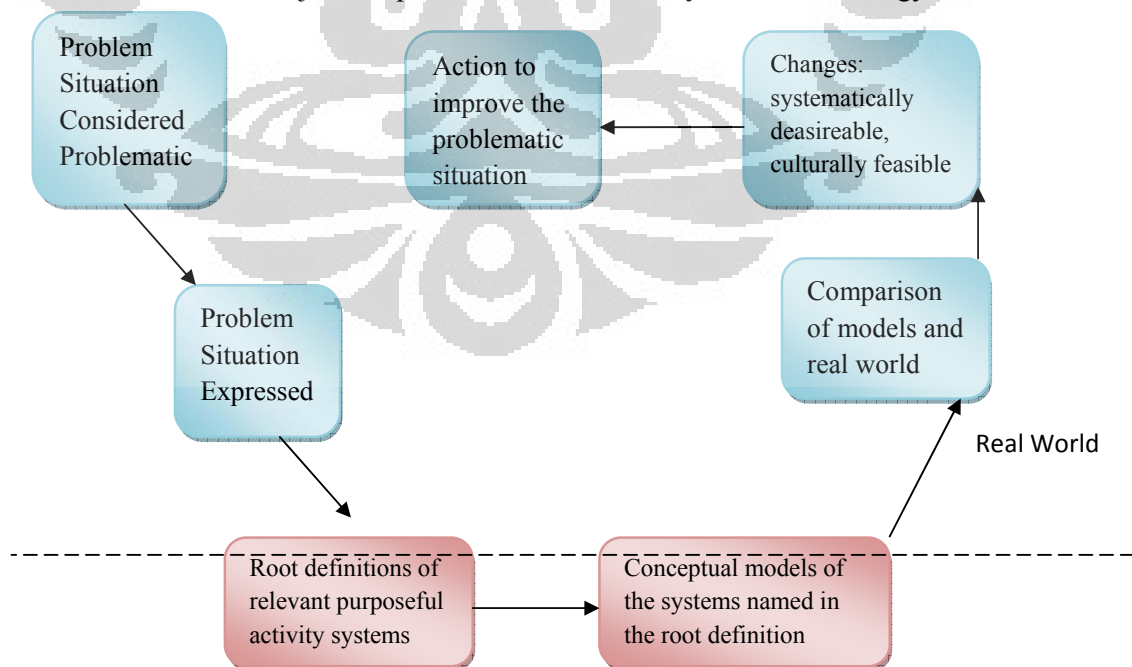 Problem
Situation
Considered
Problematic
Action to
improve the
problematic
situation
Changes:
systematically
deasireable,
culturally feasible
Problem
Situation
Expressed
Comparison
of models and
real world
Real World
Root definitions of
relevant purposeful
activity systems
Conceptual models of
the systems named in
the root definition